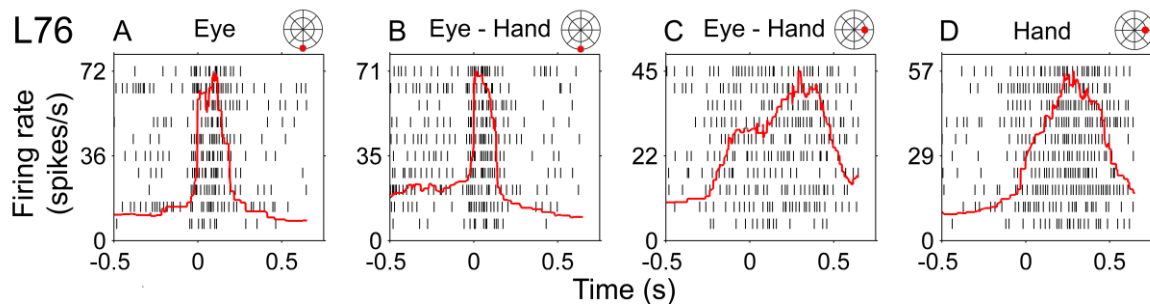 L76
A Eye
B Eye - Hand
C Eye - Hand
D Hand
Firing rate
(spikes/s)
72
36
0
-0.5 0 0.5
71
35
0
-0.5 0 0.5
45
22
0
-0.5 0 0.5
57
29
0
-0.5 0 0.5
Time (s)